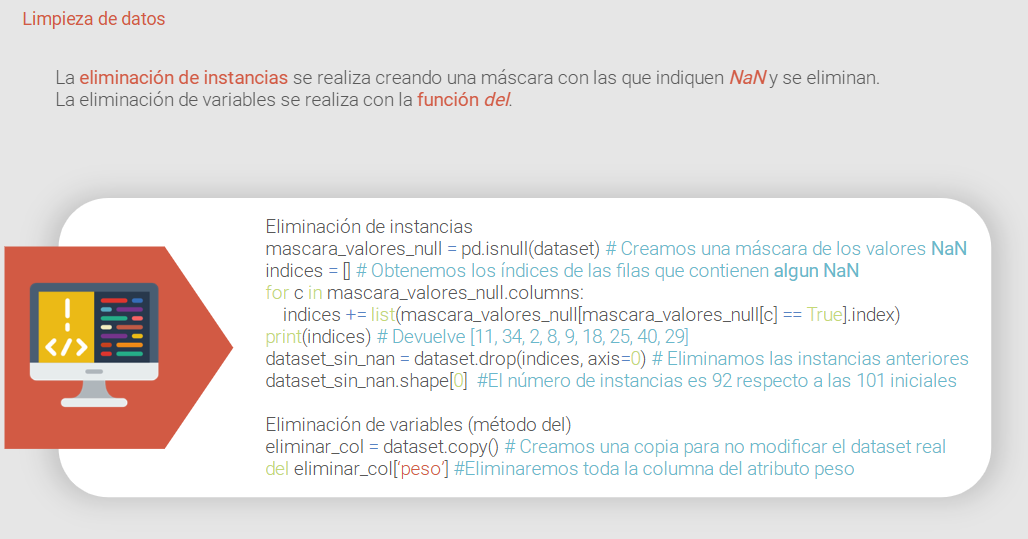 Limpieza de datos
La eliminación de instancias se realiza creando una máscara con las que indiquen NaN y se eliminan.
La eliminación de variables se realiza con la función del.
Eliminación de instancias
mascara_valores_null = pd.isnull(dataset) # Creamos una máscara de los valores NaN
indices = [] # Obtenemos los índices de las filas que contienen algun NaN
for c in mascara_valores_null.columns:
    indices += list(mascara_valores_null[mascara_valores_null[c] == True].index)
print(indices) # Devuelve [11, 34, 2, 8, 9, 18, 25, 40, 29]
dataset_sin_nan = dataset.drop(indices, axis=0) # Eliminamos las instancias anteriores
dataset_sin_nan.shape[0]  #El número de instancias es 92 respecto a las 101 iniciales
Eliminación de variables (método del)
eliminar_col = dataset.copy() # Creamos una copia para no modificar el dataset real
del eliminar_col[‘peso’] #Eliminaremos toda la columna del atributo peso